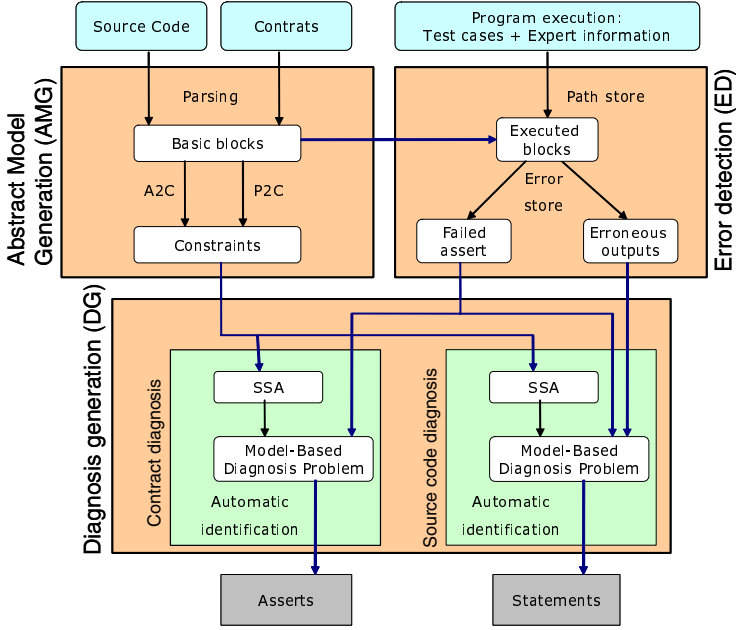 Source Code
Contrats
Program execution:
Test cases + Expert information
Abstract Model
Generation (AMG)
Parsing
Basic blocks
A2C
P2C
Constraints
Error detection (ED)
Path store
Executed
blocks
Error
store
Failed
assert
Erroneous
outputs
Diagnosis generation (DG)
Contract diagnosis
SSA
Model-Based
Diagnosis Problem
Automatic
identification
Source code diagnosis
SSA
Model-Based
Diagnosis Problem
Automatic
identification
Asserts
Statements